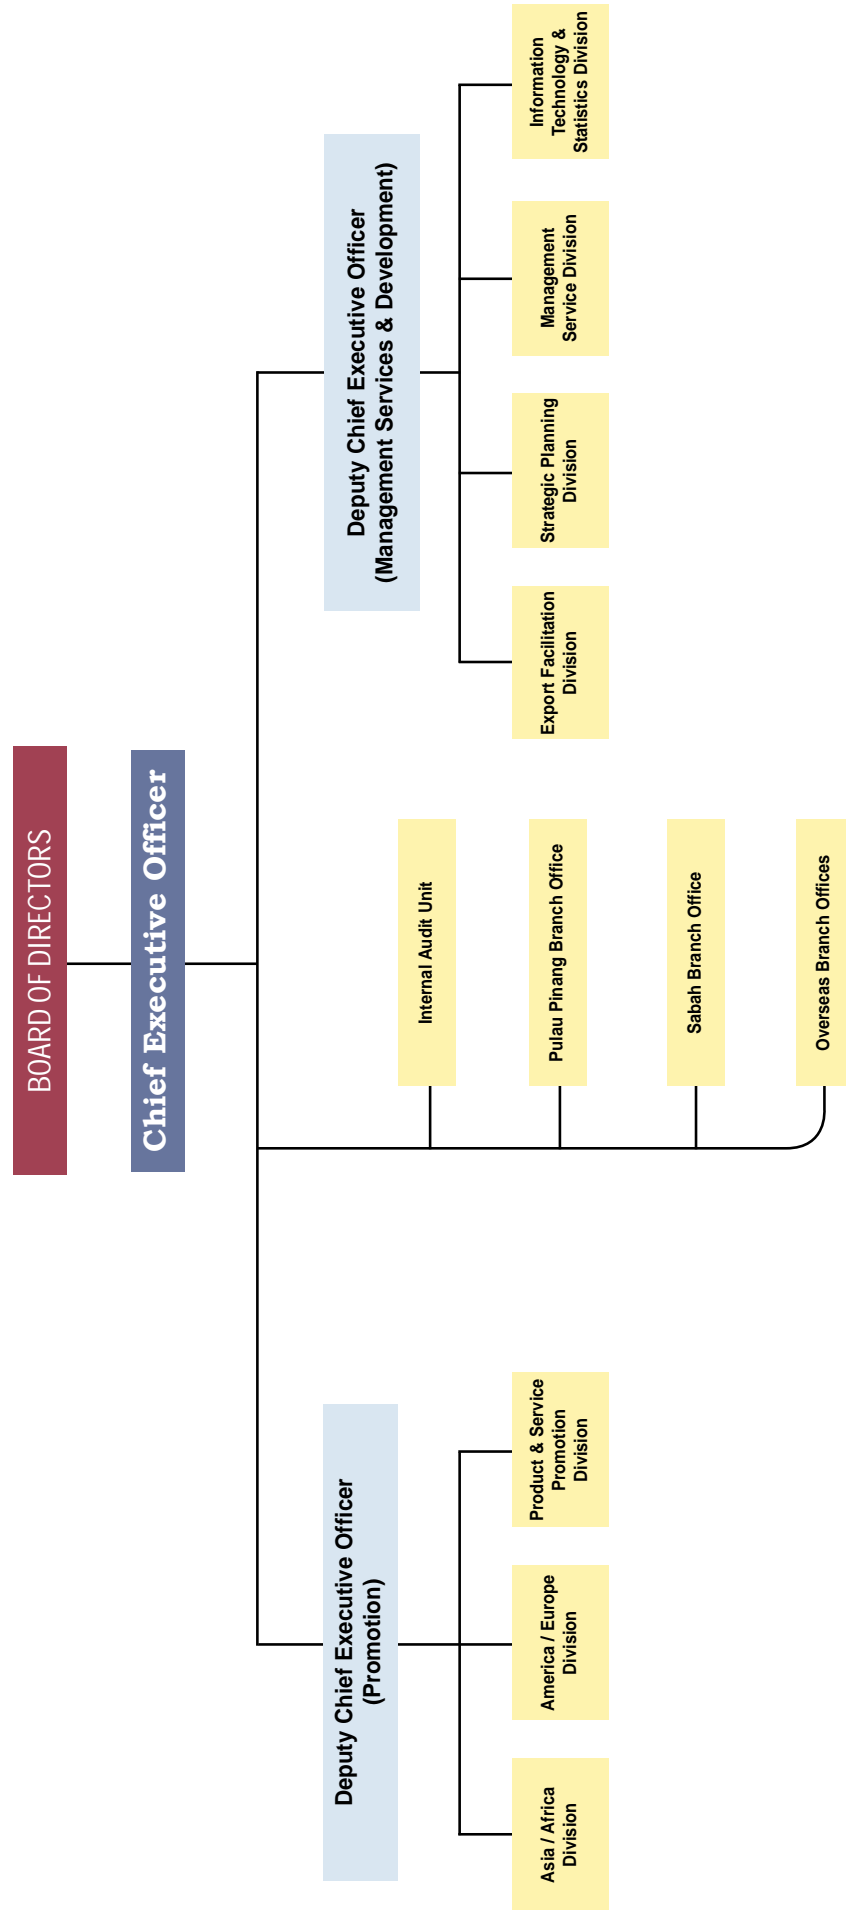 BOARD OF DIRECTORS
Chief Executive Officer
Deputy Chief Executive Officer
(Promotion)
Asia / Africa
Division
America / Europe
Division
Product & Service
Promotion
Division
Internal Audit Unit
Pulau Pinang Branch Office
Sabah Branch Office
Overseas Branch Offices
Deputy Chief Executive Officer
(Management Services & Development)
Export Facilitation
Division
Strategic Planning
Division
Management
Service Division
Information
Technology &
Statistics Division